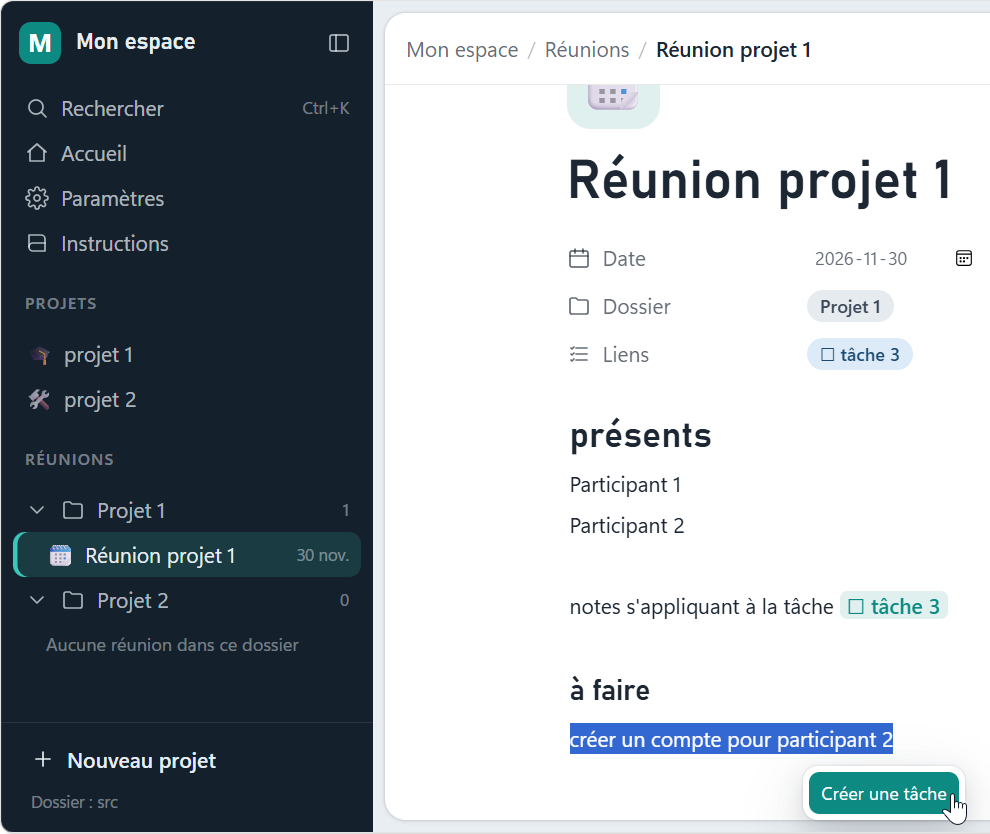 M Mon espace
Rechercher Ctrl+K
Accueil
Paramètres
Instructions
PROJETS
projet 1
projet 2
RÉUNIONS
Projet 1 1
Réunion projet 1 30 nov.
Projet 2 0
Aucune réunion dans ce dossier
Nouveau projet
Dossier : src
Mon espace / Réunions / Réunion projet 1
Réunion projet 1
Date 2026-11-30
Dossier Projet 1
Liens ☐ tâche 3
présents
Participant 1
Participant 2
notes s'appliquant à la tâche ☐ tâche 3
à faire
créer un compte pour participant 2
Créer une tâche